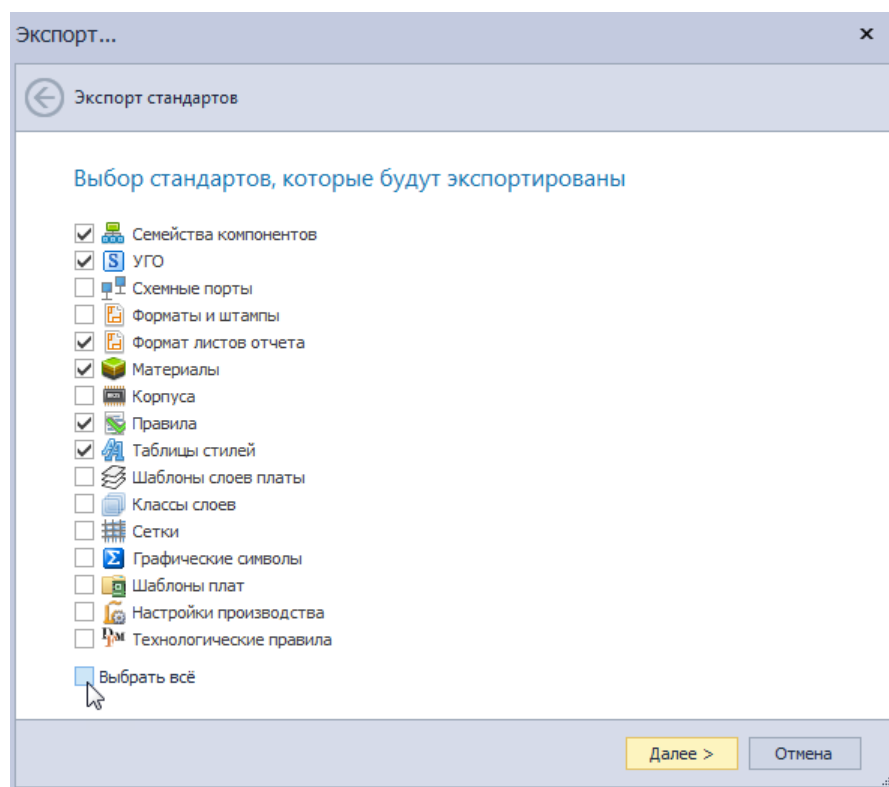 Экспорт...
Экспорт стандартов
Выбор стандартов, которые будут экспортированы
Семейства компонентов
S УГО
Схемные порты
Форматы и штампы
Формат листов отчета
Материалы
Корпуса
Правила
Таблицы стилей
Шаблоны слоев платы
Классы слоев
Сетки
Σ Графические символы
Шаблоны плат
Настройки производства
Технологические правила
Выбрать всё
Далее > Отмена